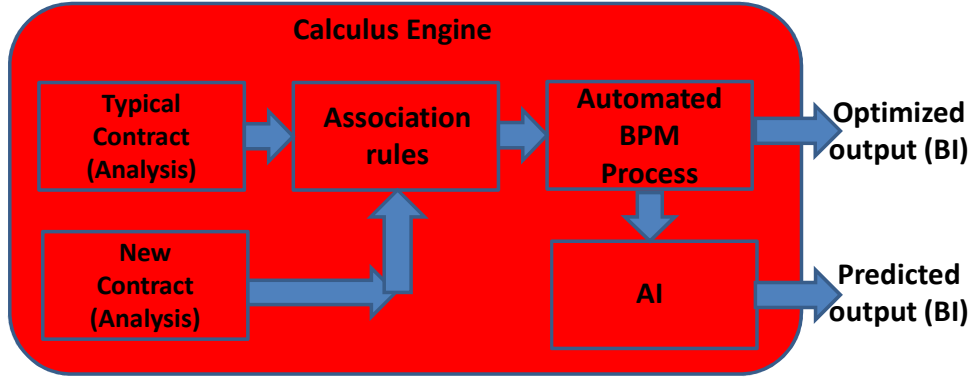 Calculus Engine
Typical
Contract
(Analysis)
Association
rules
Automated
BPM
Process
Optimized
output (BI)
New
Contract
(Analysis)
AI
Predicted
output (BI)